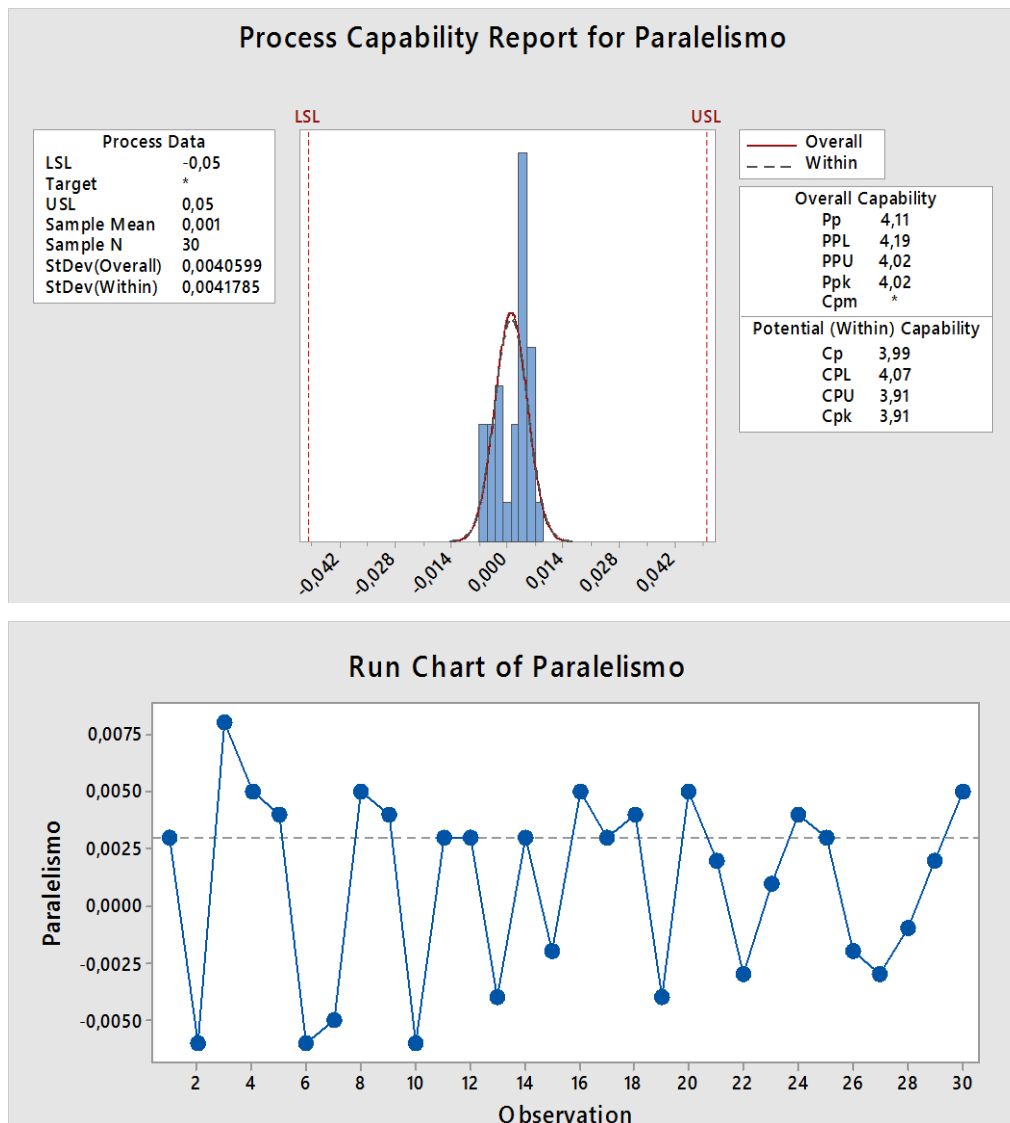 Process Capability Report for Paralelismo
LSL USL
Process Data
LSL -0,05
Target *
USL 0,05
Sample Mean 0,001
Sample N 30
StDev(Overall) 0,0040599
StDev(Within) 0,0041785
Overall
Within
Overall Capability
Pp 4,11
PPL 4,19
PPU 4,02
Ppk 4,02
Cpm *
Potential (Within) Capability
Cp 3,99
CPL 4,07
CPU 3,91
Cpk 3,91
-0,042 -0,028 -0,014 0,000 0,014 0,028 0,042
Run Chart of Paralelismo
Paralelismo
0,0075
0,0050
0,0025
0,0000
-0,0025
-0,0050
2 4 6 8 10 12 14 16 18 20 22 24 26 28 30
Observation